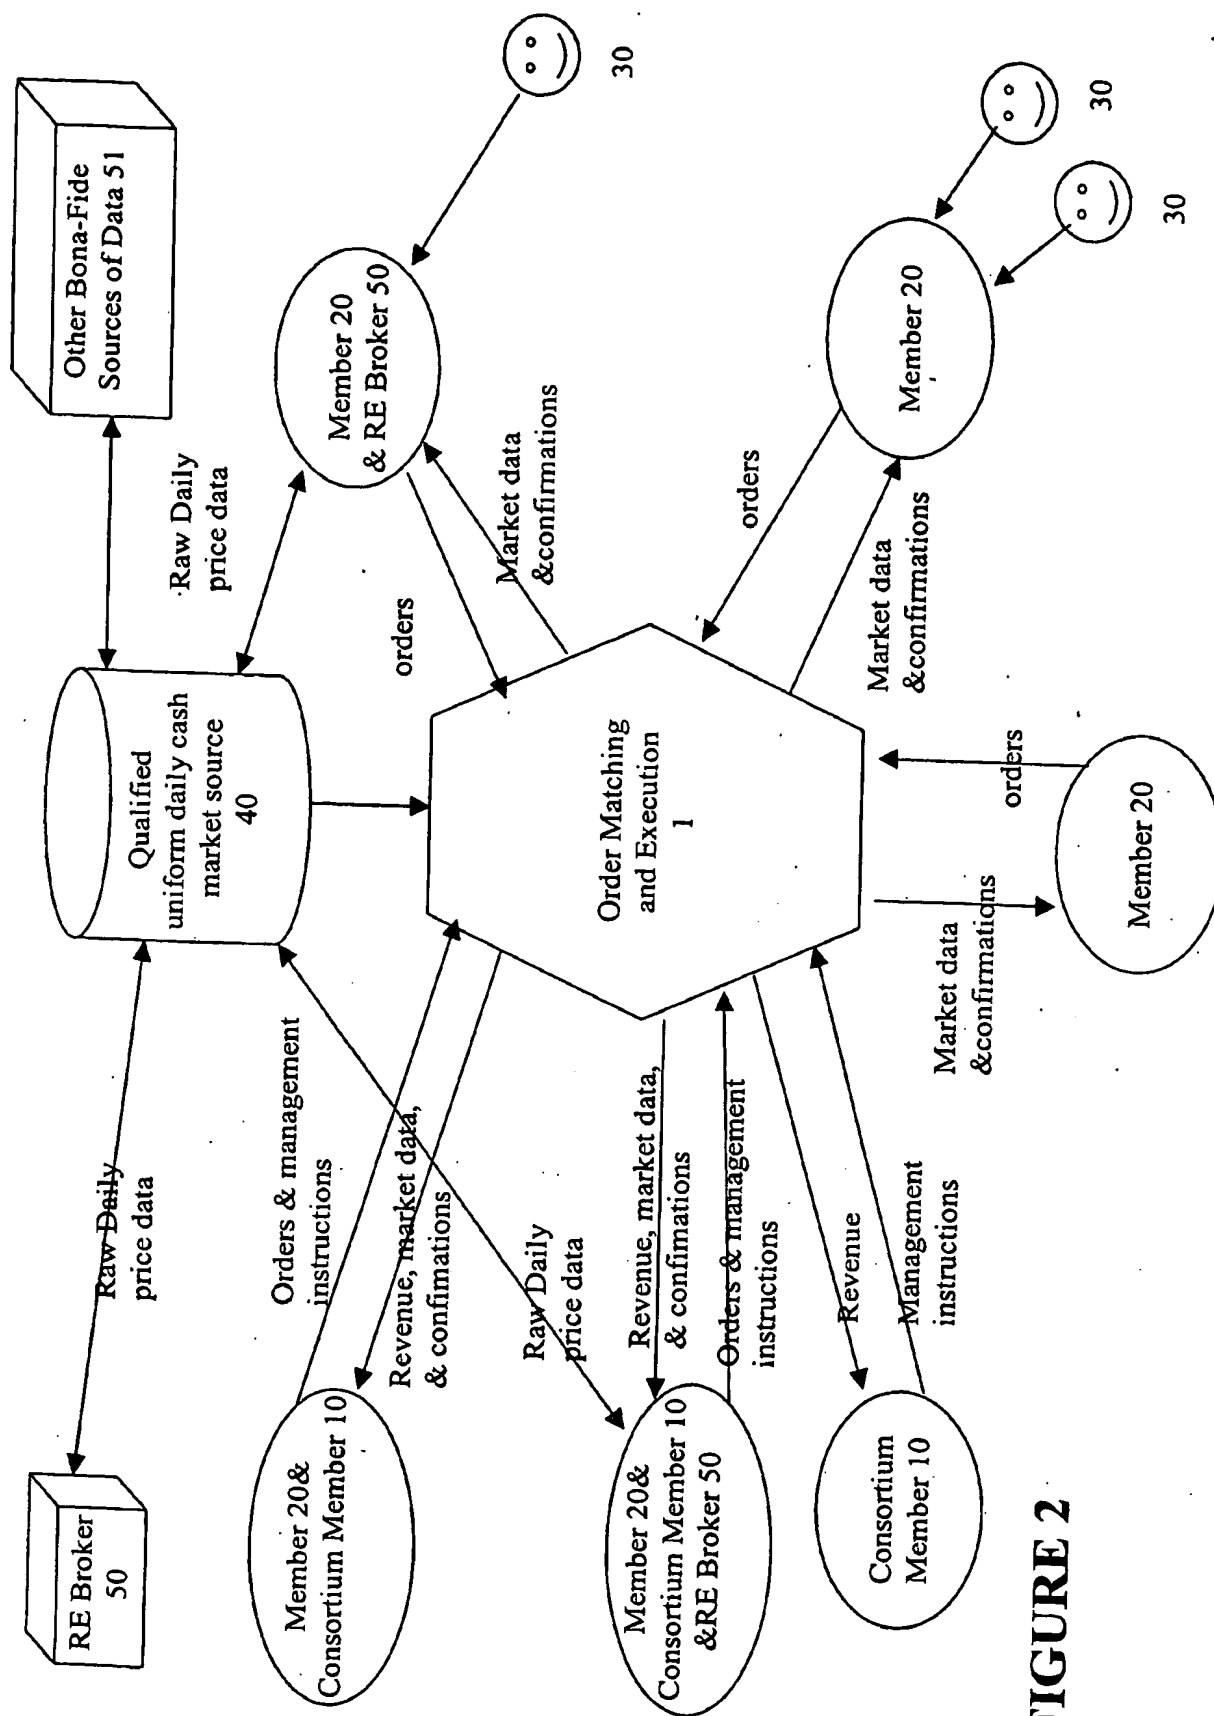 RE Broker
50
Raw Daily
price data
Qualified
uniform daily cash
market source
40
Other Bona-Fide
Sources of Data 51
Raw Daily
price data
Member 20&
Consortium Member 10
Orders & management
instructions
Revenue, market data,
& confimations
orders
Member 20
& RE Broker 50
Market data
&confirmations
30
Raw Daily
price data
Member 20&
Consortium Member 10
&RE Broker 50
Revenue, market data,
& confimations
Orders & management
instructions
Order Matching
and Execution
1
orders
Market data
&confirmations
Member 20
30
30
Consortium
Member 10
Revenue
Management
instructions
Market data
&confirmations
orders
Member 20
FIGURE 2